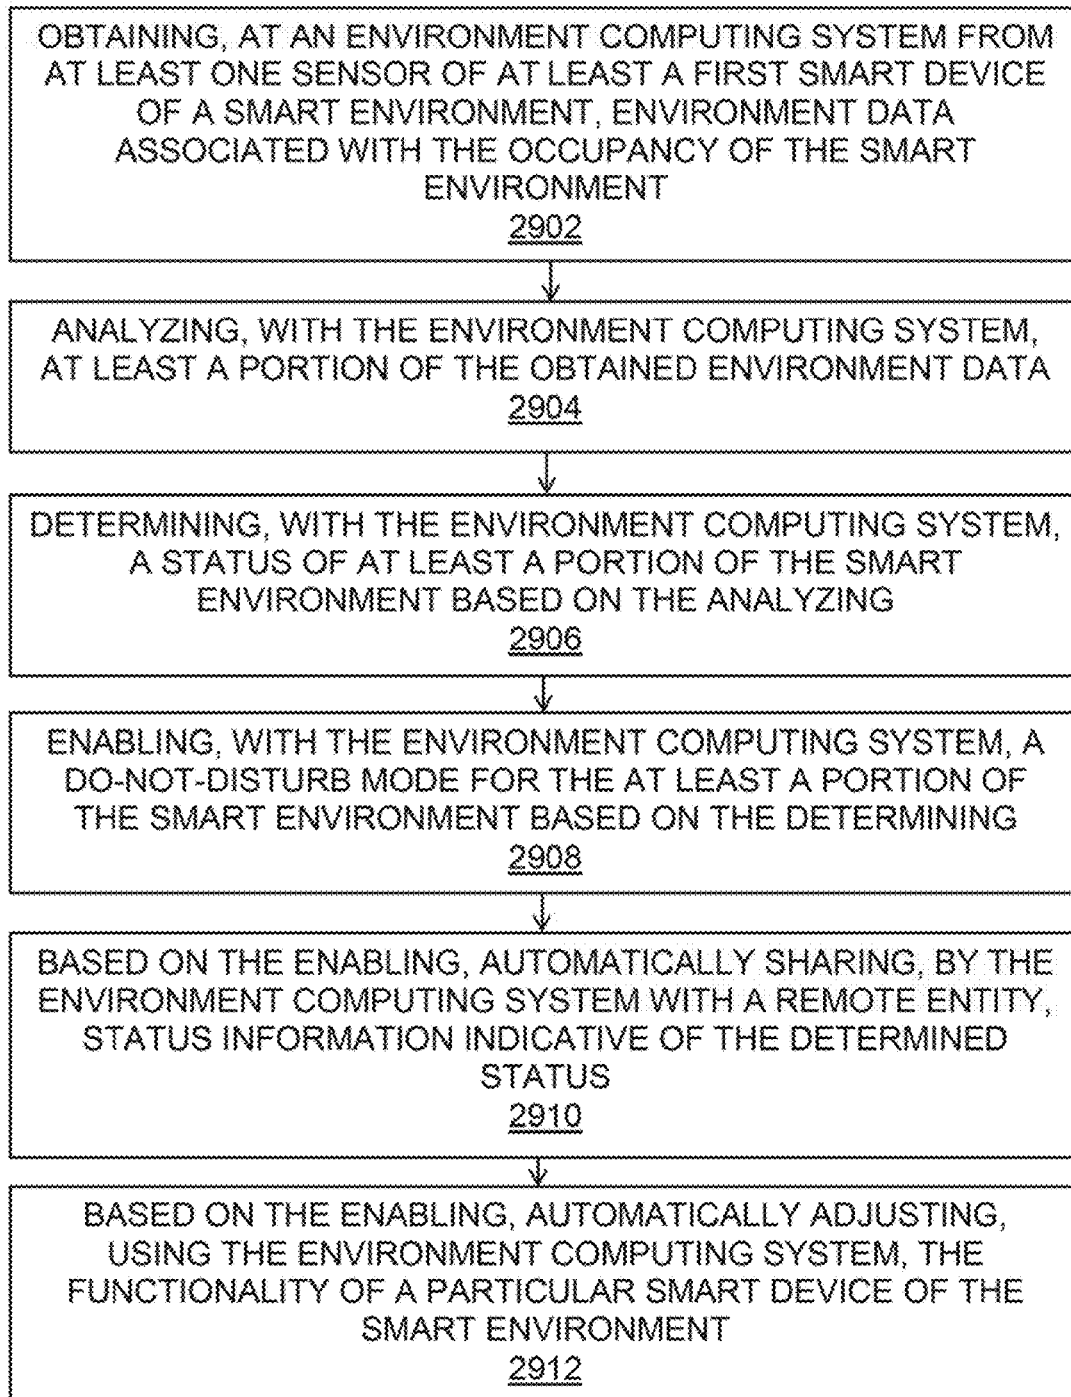 OBTAINING, AT AN ENVIRONMENT COMPUTING SYSTEM FROM
AT LEAST ONE SENSOR OF AT LEAST A FIRST SMART DEVICE
OF A SMART ENVIRONMENT, ENVIRONMENT DATA
ASSOCIATED WITH THE OCCUPANCY OF THE SMART
ENVIRONMENT
2902
ANALYZING, WITH THE ENVIRONMENT COMPUTING SYSTEM,
AT LEAST A PORTION OF THE OBTAINED ENVIRONMENT DATA
2904
DETERMINING, WITH THE ENVIRONMENT COMPUTING SYSTEM,
A STATUS OF AT LEAST A PORTION OF THE SMART
ENVIRONMENT BASED ON THE ANALYZING
2906
ENABLING, WITH THE ENVIRONMENT COMPUTING SYSTEM, A
DO-NOT-DISTURB MODE FOR THE AT LEAST A PORTION OF
THE SMART ENVIRONMENT BASED ON THE DETERMINING
2908
BASED ON THE ENABLING, AUTOMATICALLY SHARING, BY THE
ENVIRONMENT COMPUTING SYSTEM WITH A REMOTE ENTITY,
STATUS INFORMATION INDICATIVE OF THE DETERMINED
STATUS
2910
BASED ON THE ENABLING, AUTOMATICALLY ADJUSTING,
USING THE ENVIRONMENT COMPUTING SYSTEM, THE
FUNCTIONALITY OF A PARTICULAR SMART DEVICE OF THE
SMART ENVIRONMENT
2912